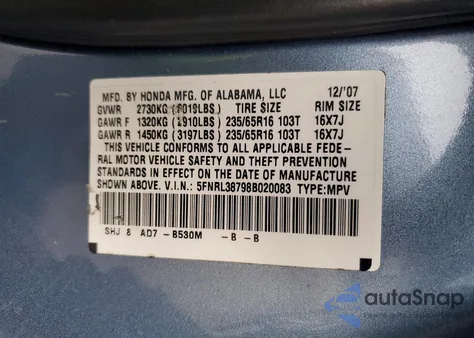 MFD. BY HONDA MFG. OF ALABAMA, LLC 12/'07
GVWR 2730KG (6019LBS) TIRE SIZE RIM SIZE
GAWR F 1320KG (2910LBS) 235/65R16 103T 16X7J
GAWR R 1450KG (3197LBS) 235/65R16 103T 16X7J
THIS VEHICLE CONFORMS TO ALL APPLICABLE FEDE-
RAL MOTOR VEHICLE SAFETY AND THEFT PREVENTION
STANDARDS IN EFFECT ON THE DATE OF MANUFACTURE
SHOWN ABOVE. V.I.N.: 5FNRL38798B020083 TYPE:MPV
SHJ 8 AD7 -B530M -B -B
autoSnap